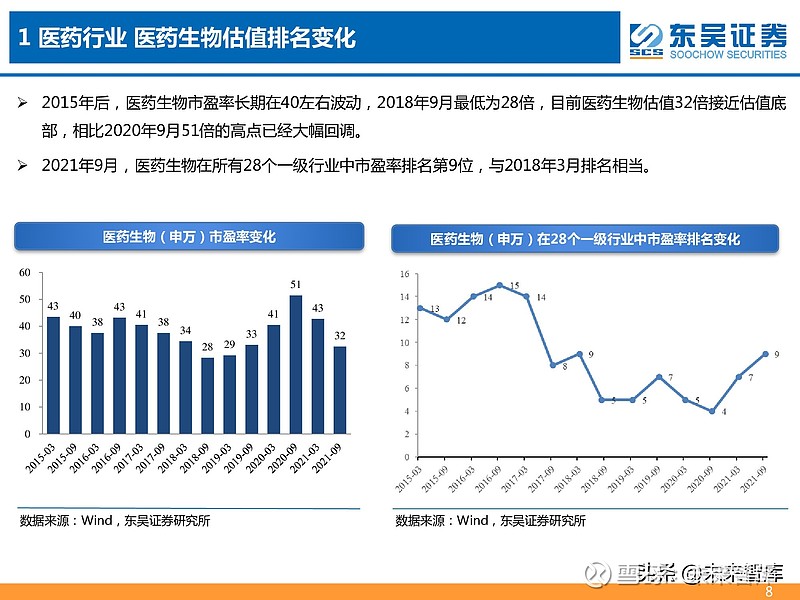 1 医药行业 医药生物估值排名变化
东吴证券
SCS
SOOCHOW SECURITIES
➢ 2015年后，医药生物市盈率长期在40左右波动，2018年9月最低为28倍，目前医药生物估值32倍接近估值底
部，相比2020年9月51倍的高点已经大幅回调。
➢ 2021年9月，医药生物在所有28个一级行业中市盈率排名第9位，与2018年3月排名相当。
医药生物（申万）市盈率变化
60
50
40
30
20
10
0
43 40 38 43 41 38 34 28 29 33 41 51 43 32
2015-03 2015-09 2016-03 2016-09 2017-03 2017-09 2018-03 2018-09 2019-03 2019-09 2020-03 2020-09 2021-03 2021-09
数据来源：Wind，东吴证券研究所
医药生物（申万）在28个一级行业中市盈率排名变化
16
14
12
10
8
6
4
2
0
13 12 14 15 14 8 9 5 5 7 5 4 7 9
2015-03 2015-09 2016-03 2016-09 2017-03 2017-09 2018-03 2018-09 2019-03 2019-09 2020-03 2020-09 2021-03 2021-09
数据来源：Wind，东吴证券研究所
头条 @未来智库
8